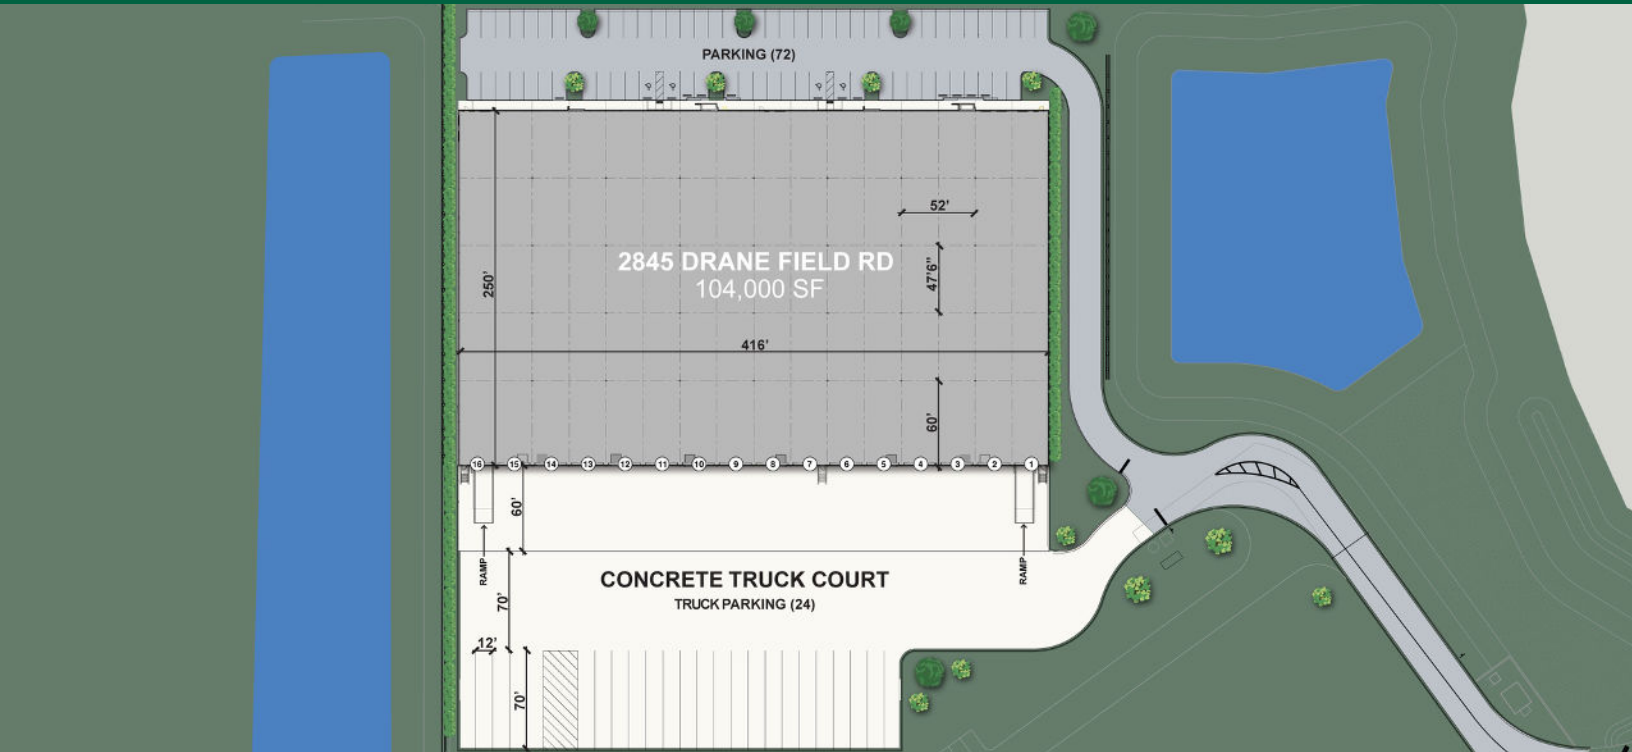 PARKING (72)
52'
2845 DRANE FIELD RD
104,000 SF
250'
47'6"
416'
60'
16 15 14 13 12 11 10 9 8 7 6 5 4 3 2 1
60'
RAMP
RAMP
CONCRETE TRUCK COURT
TRUCK PARKING (24)
70'
12'
70'